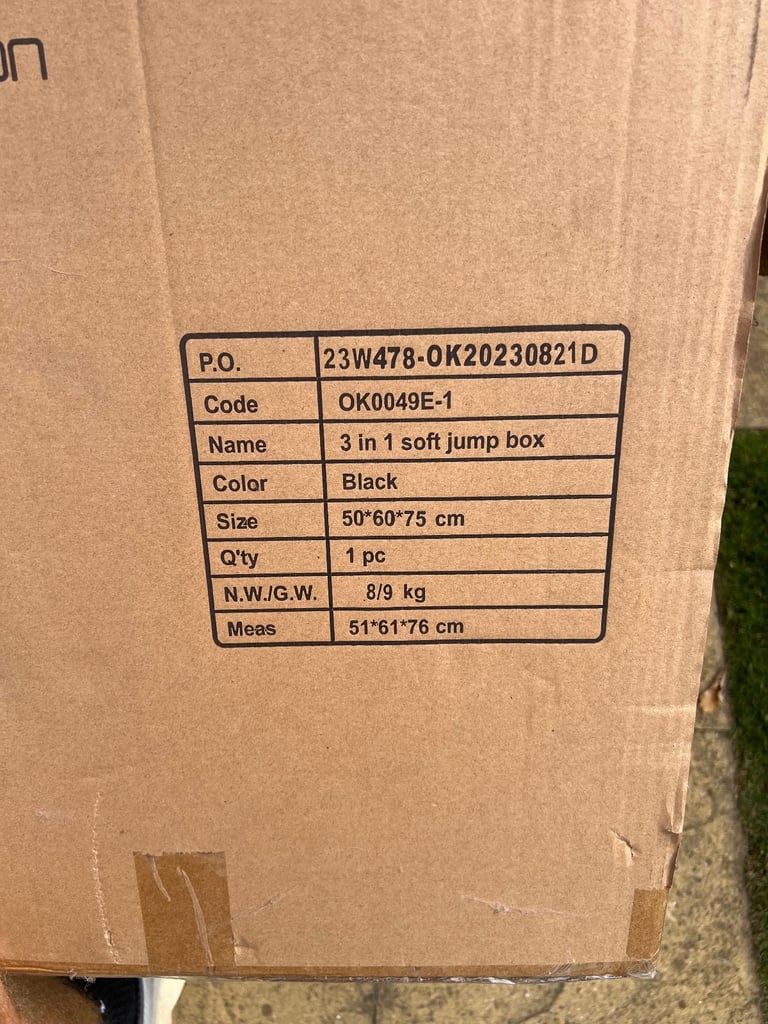 on
P.O. 23W478-OK20230821D
Code OK0049E-1
Name 3 in 1 soft jump box
Color Black
Size 50*60*75 cm
Q'ty 1 pc
N.W./G.W. 8/9 kg
Meas 51*61*76 cm